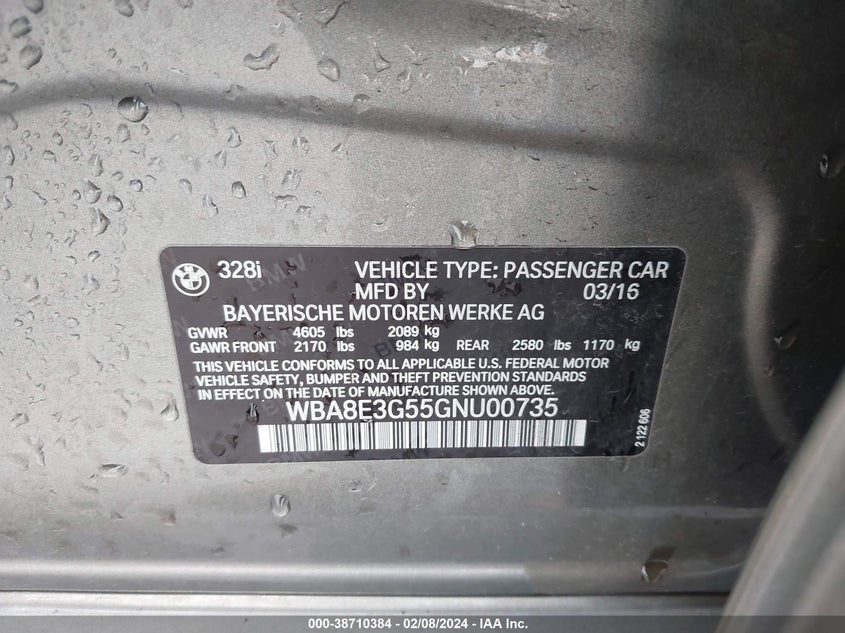 328i VEHICLE TYPE: PASSENGER CAR
MFD BY 03/16
BAYERISCHE MOTOREN WERKE AG
GVWR 4605 lbs 2089 kg
GAWR FRONT 2170 lbs 984 kg REAR 2580 lbs 1170 kg
THIS VEHICLE CONFORMS TO ALL APPLICABLE U.S. FEDERAL MOTOR
VEHICLE SAFETY, BUMPER AND THEFT PREVENTION STANDARDS
IN EFFECT ON THE DATE OF MANUFACTURE SHOWN ABOVE.
WBA8E3G55GNU00735
2 122 606
000-38710384 - 02/08/2024 - IAA Inc.